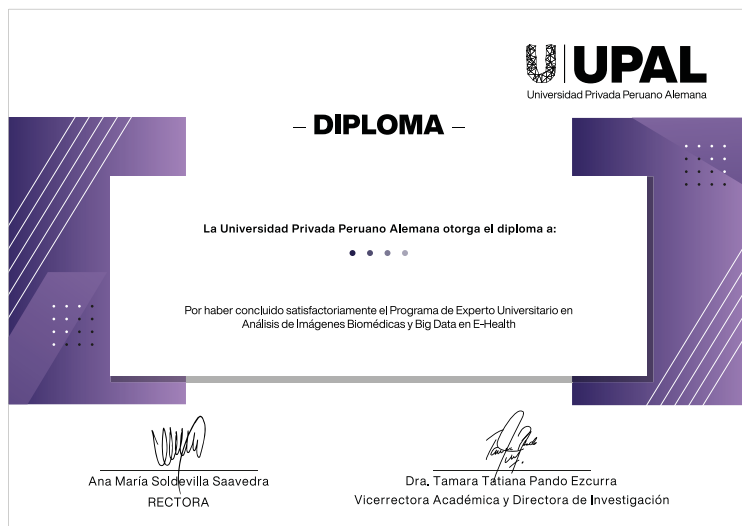 UPAL
Universidad Privada Peruano Alemana
DIPLOMA
La Universidad Privada Peruano Alemana otorga el diploma a:
Por haber concluido satisfactoriamente el Programa de Experto Universitario en
Análisis de Imágenes Biomédicas y Big Data en E-Health
Ana María Soldevilla Saavedra
RECTORA
Dra. Tamara Tatiana Pando Ezcurra
Vicerrectora Académica y Directora de Investigación